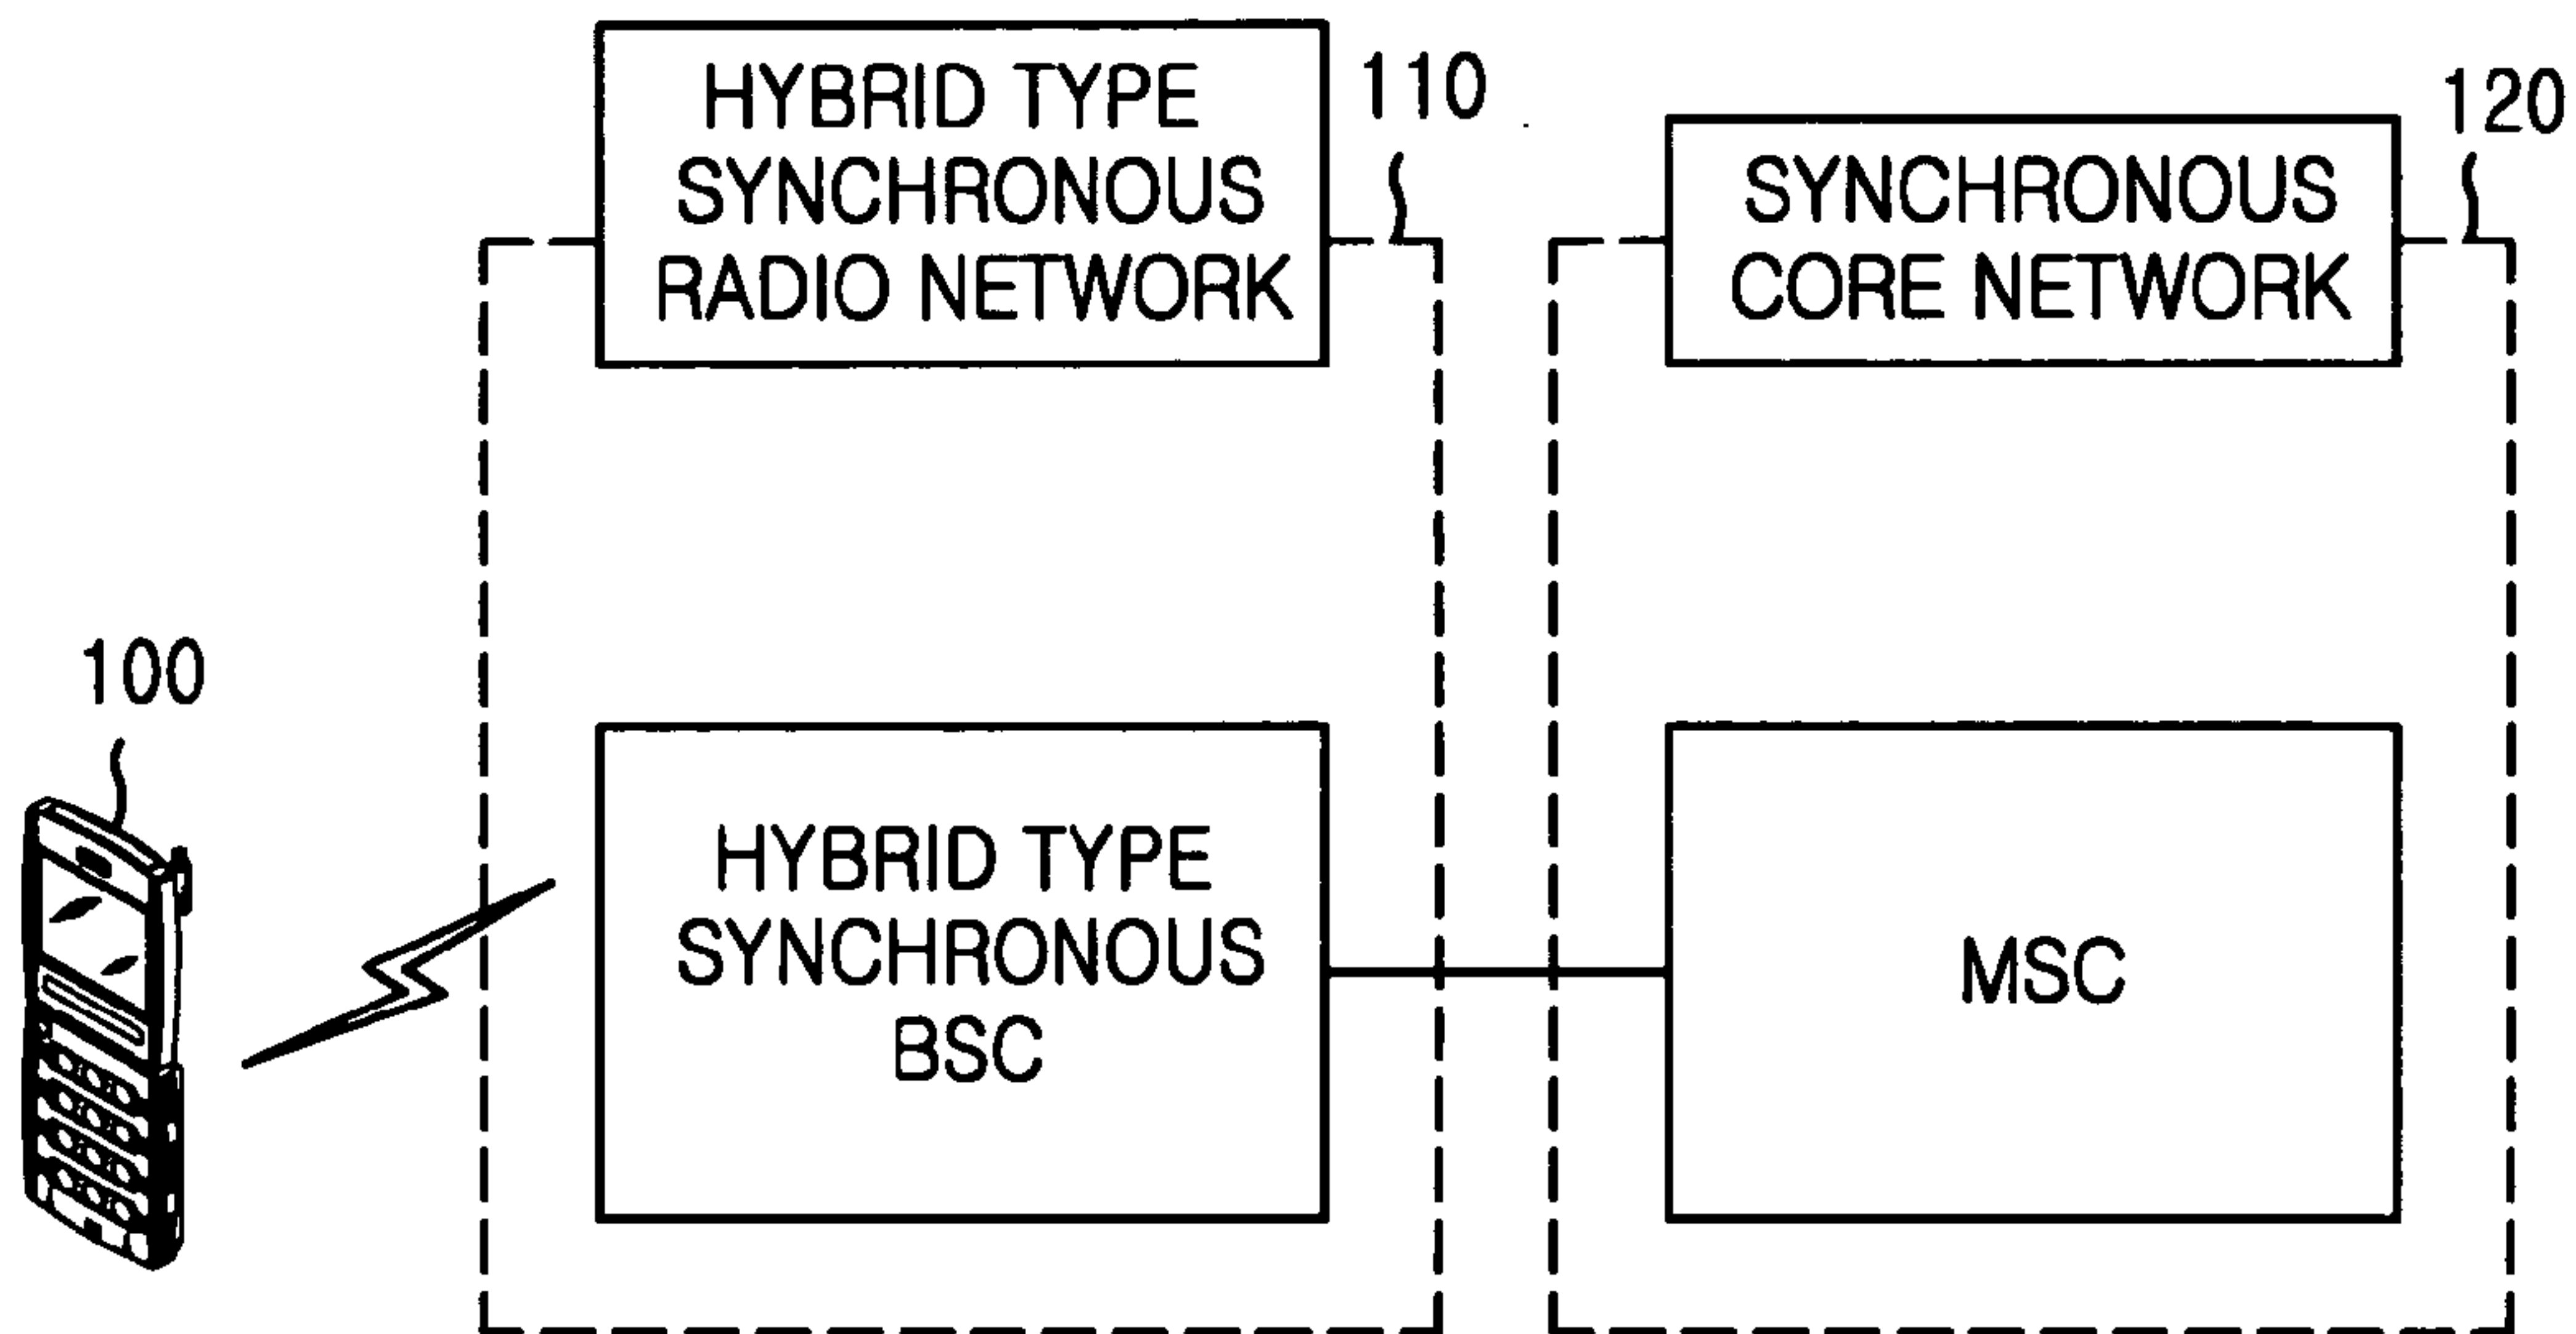 HYBRID TYPE
SYNCHRONOUS
RADIO NETWORK
110
SYNCHRONOUS
CORE NETWORK
120
100
HYBRID TYPE
SYNCHRONOUS
BSC
MSC